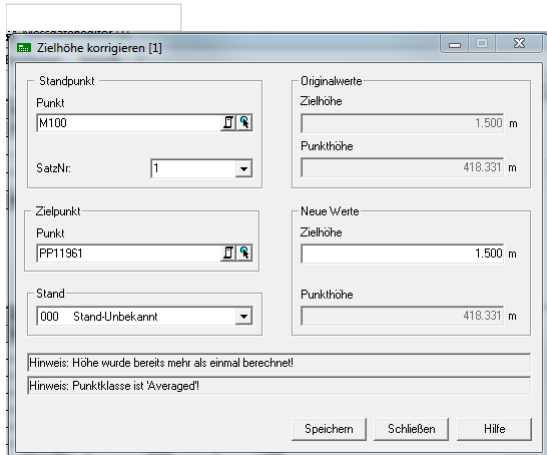 Zielhöhe korrigieren [1]
Standpunkt
Punkt
M100
SatzNr:
1
Originalwerte
Zielhöhe
1.500 m
Punkthöhe
418.331 m
Zielpunkt
Punkt
PP11961
Stand
000 Stand-Unbekannt
Neue Werte
Zielhöhe
1.500 m
Punkthöhe
418.331 m
Hinweis: Höhe wurde bereits mehr als einmal berechnet!
Hinweis: Punktklasse ist 'Averaged'!
Speichern Schließen Hilfe